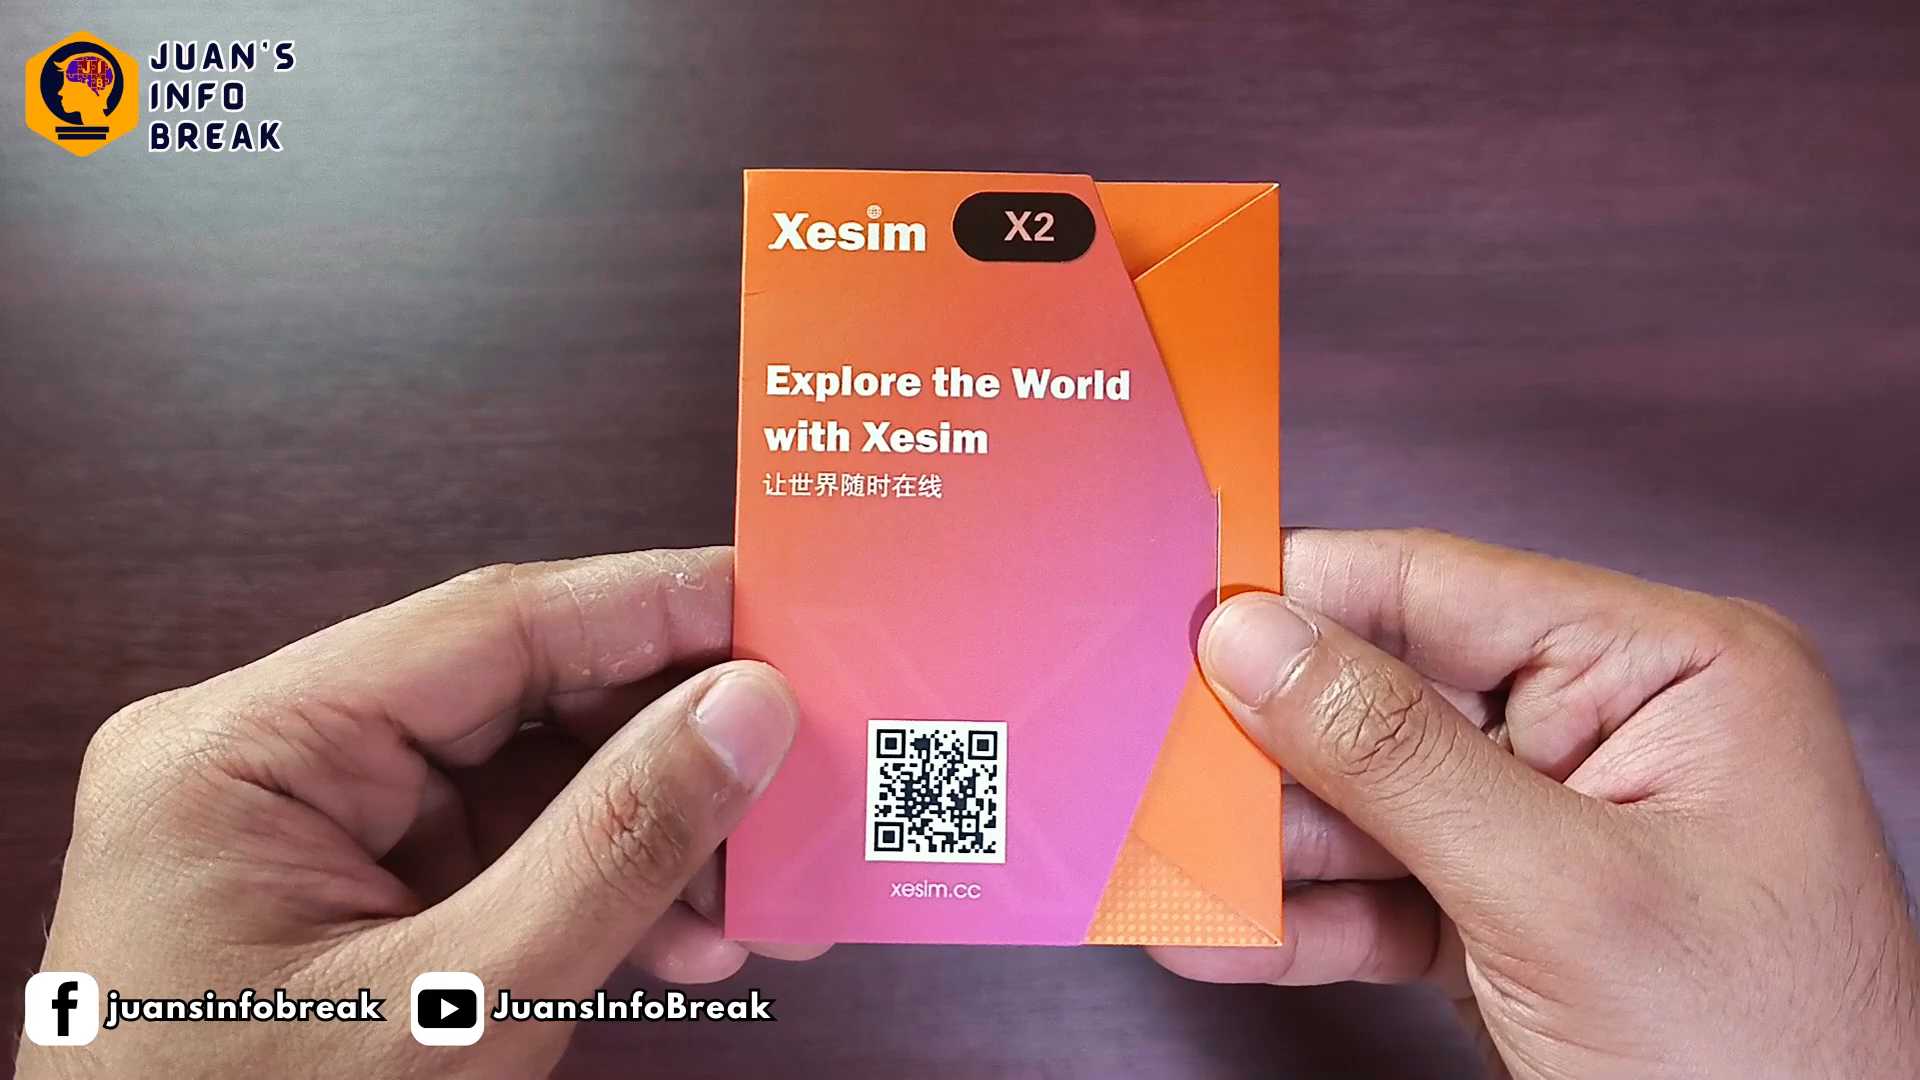 JUAN'S
INFO
BREAK
Xesim
X2
Explore the World
with Xesim
让世界随时在线
xesim.cc
juansinfobreak
JuansInfoBreak